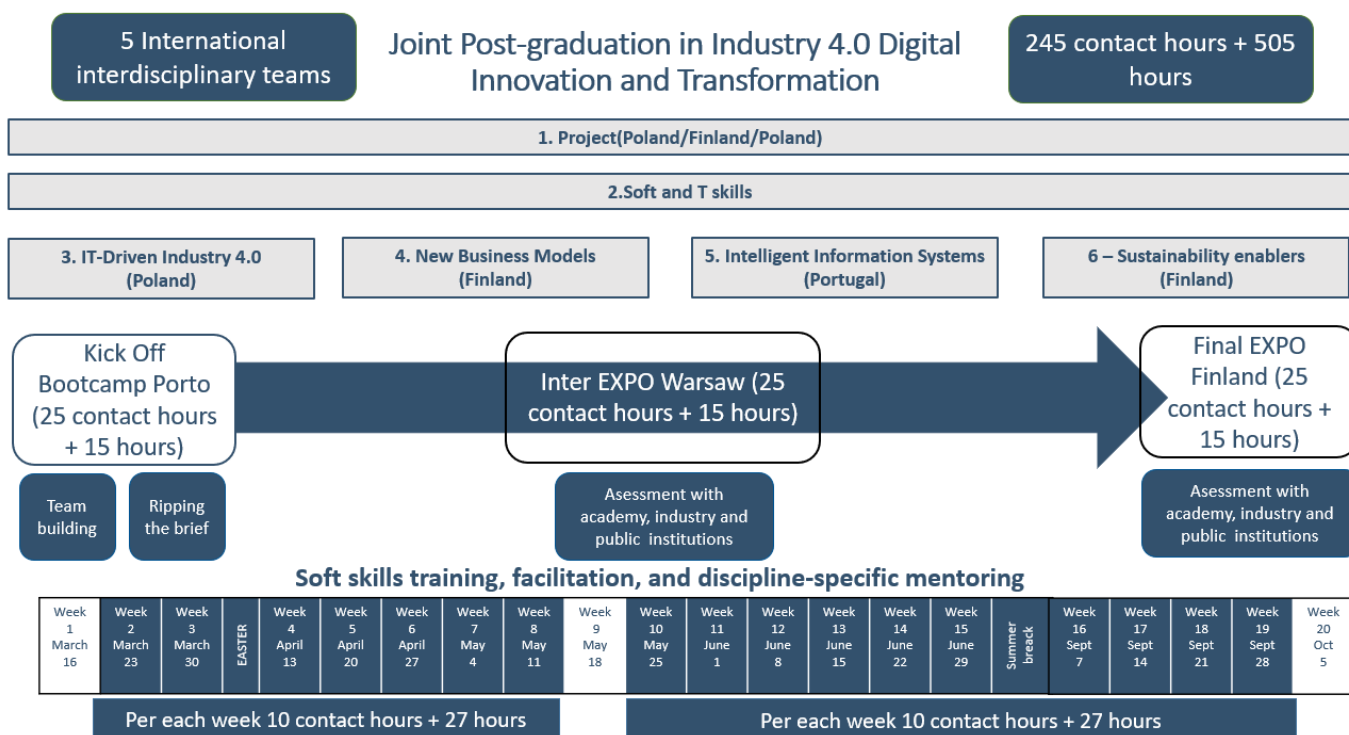 5 International
interdisciplinary teams
Joint Post-graduation in Industry 4.0 Digital
Innovation and Transformation
245 contact hours + 505
hours
1. Project(Poland/Finland/Poland)
2.Soft and T skills
3. IT-Driven Industry 4.0
(Poland)
4. New Business Models
(Finland)
5. Intelligent Information Systems
(Portugal)
6 – Sustainability enablers
(Finland)
Kick Off
Bootcamp Porto
(25 contact hours
+ 15 hours)
Inter EXPO Warsaw (25
contact hours + 15 hours)
Final EXPO
Finland (25
contact hours +
15 hours)
Team
building
Ripping
the brief
Asessment with
academy, industry and
public institutions
Asessment with
academy, industry and
public institutions
Soft skills training, facilitation, and discipline-specific mentoring
Week
1
March
16
Week
2
March
23
Week
3
March
30
EASTER
Week
4
April
13
Week
5
April
20
Week
6
April
27
Week
7
May
4
Week
8
May
11
Week
9
May
18
Week
10
May
25
Week
11
June
1
Week
12
June
8
Week
13
June
15
Week
14
June
22
Week
15
June
29
Summer
breack
Week
16
Sept
7
Week
17
Sept
14
Week
18
Sept
21
Week
19
Sept
28
Week
20
Oct
5
Per each week 10 contact hours + 27 hours
Per each week 10 contact hours + 27 hours